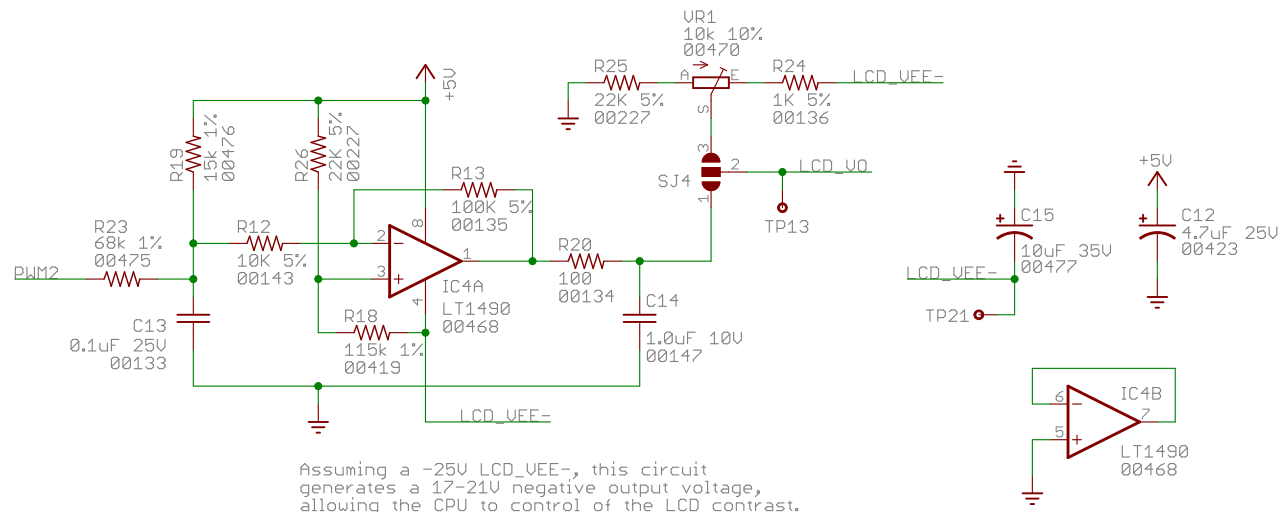 VR1
10k 10%
00470
R25
22K 5%
00227
A
E
S
R24
1K 5%
00136
LCD_VEE-
+5V
R19
15k 1%
00476
R26
22K 5%
00227
R13
100K 5%
00135
3
2
1
SJ4
LCD_VO
TP13
R23
68k 1%
00475
PWM2
R12
10K 5%
00143
2
3
8
4
1
IC4A
LT1490
00468
R20
100
00134
C13
0.1uF 25V
00133
R18
115k 1%
00419
C14
1.0uF 10V
00147
LCD_VEE-
C15
10uF 35V
00477
LCD_VEE-
TP21
+5V
C12
4.7uF 25V
00423
6
5
7
IC4B
LT1490
00468
Assuming a -25V LCD_VEE-, this circuit
generates a 17-21V negative output voltage,
allowing the CPU to control of the LCD contrast.